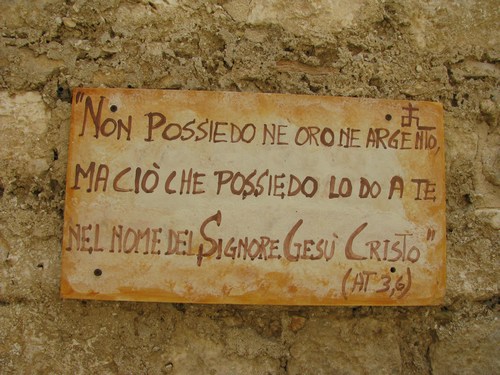 "NON POSSIEDO NE ORO NE ARGENTO,
MA CIÒ CHE POSSIEDO LO DO A TE
NEL NOME DEL SIGNORE GESÙ CRISTO"
(AT 3,6)